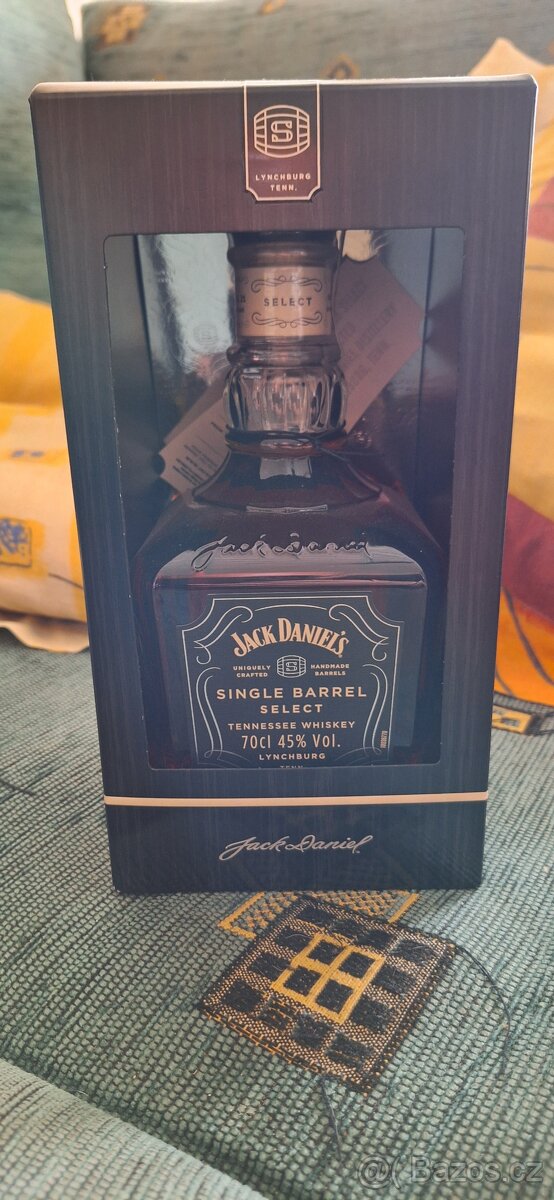 S
LYNCHBURG
TENN.
SELECT
Jack Daniel
JACK DANIEL'S
UNIQUELY
CRAFTED
S
HANDMADE
BARRELS
SINGLE BARREL
SELECT
TENNESSEE WHISKEY
70cl 45% Vol.
LYNCHBURG
TENN.
Jack Daniel
@Bazos.cz